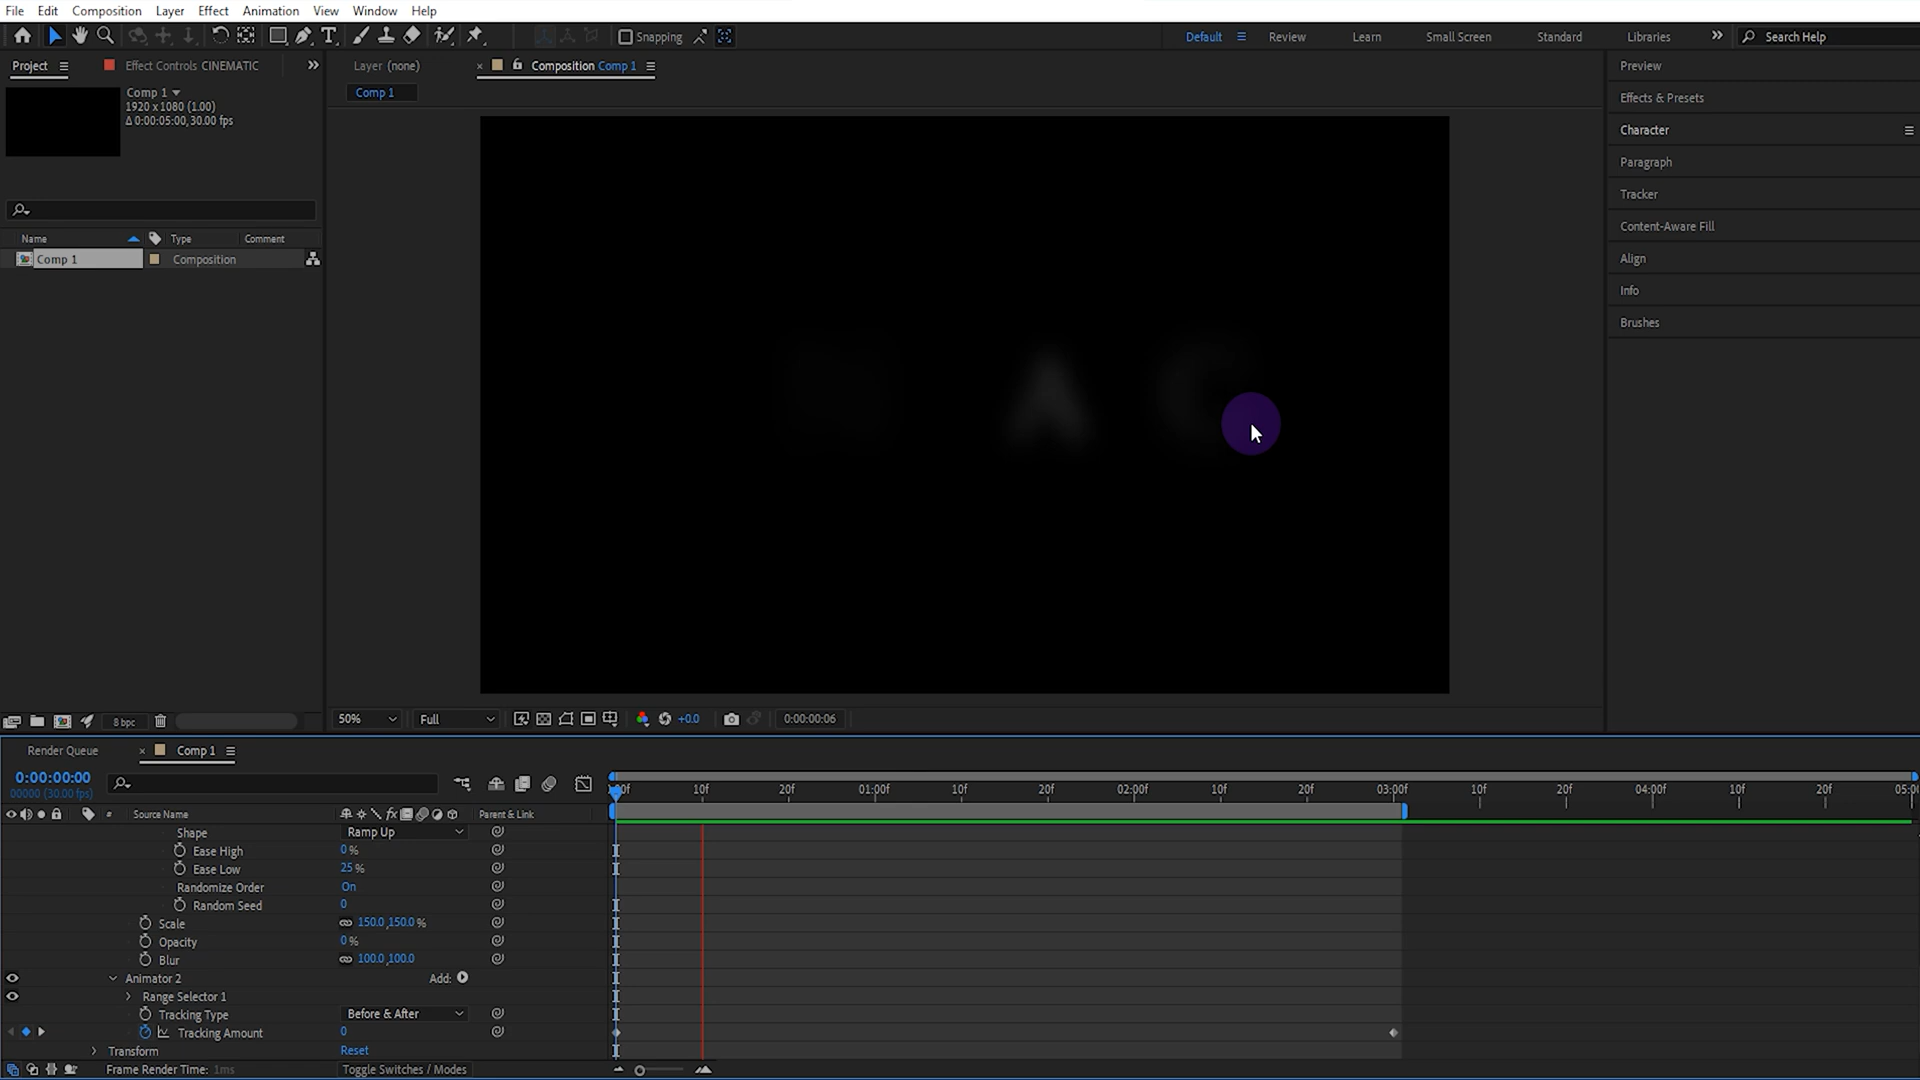 File Edit Composition Layer Effect Animation View Window Help
Snapping Default Review Learn Small Screen Standard Libraries Search Help
Project Effect Controls CINEMATIC Layer (none) Composition Comp 1
Preview
Comp 1
Comp 1
1920 x 1080 (1.00)
Δ 0:00:05:00, 30.00 fps
Effects & Presets
Character
Paragraph
Tracker
Content-Aware Fill
Align
Info
Brushes
Name Type Comment
Comp 1 Composition
A C
8 bpc 50% Full +0.0 0:00:00:06
Render Queue Comp 1
0:00:00:00
00000 (30.00 fps)
10f 20f 01:00f 10f 20f 02:00f 10f 20f 03:00f 10f 20f 04:00f 10f 20f
# Source Name Parent & Link
Shape Ramp Up
Ease High 0 %
Ease Low 25 %
Randomize Order On
Random Seed 0
Scale 150.0,150.0 %
Opacity 0 %
Blur 100.0,100.0
Animator 2 Add:
Range Selector 1
Tracking Type Before & After
Tracking Amount 0
Transform Reset
Frame Render Time: 1ms Toggle Switches / Modes